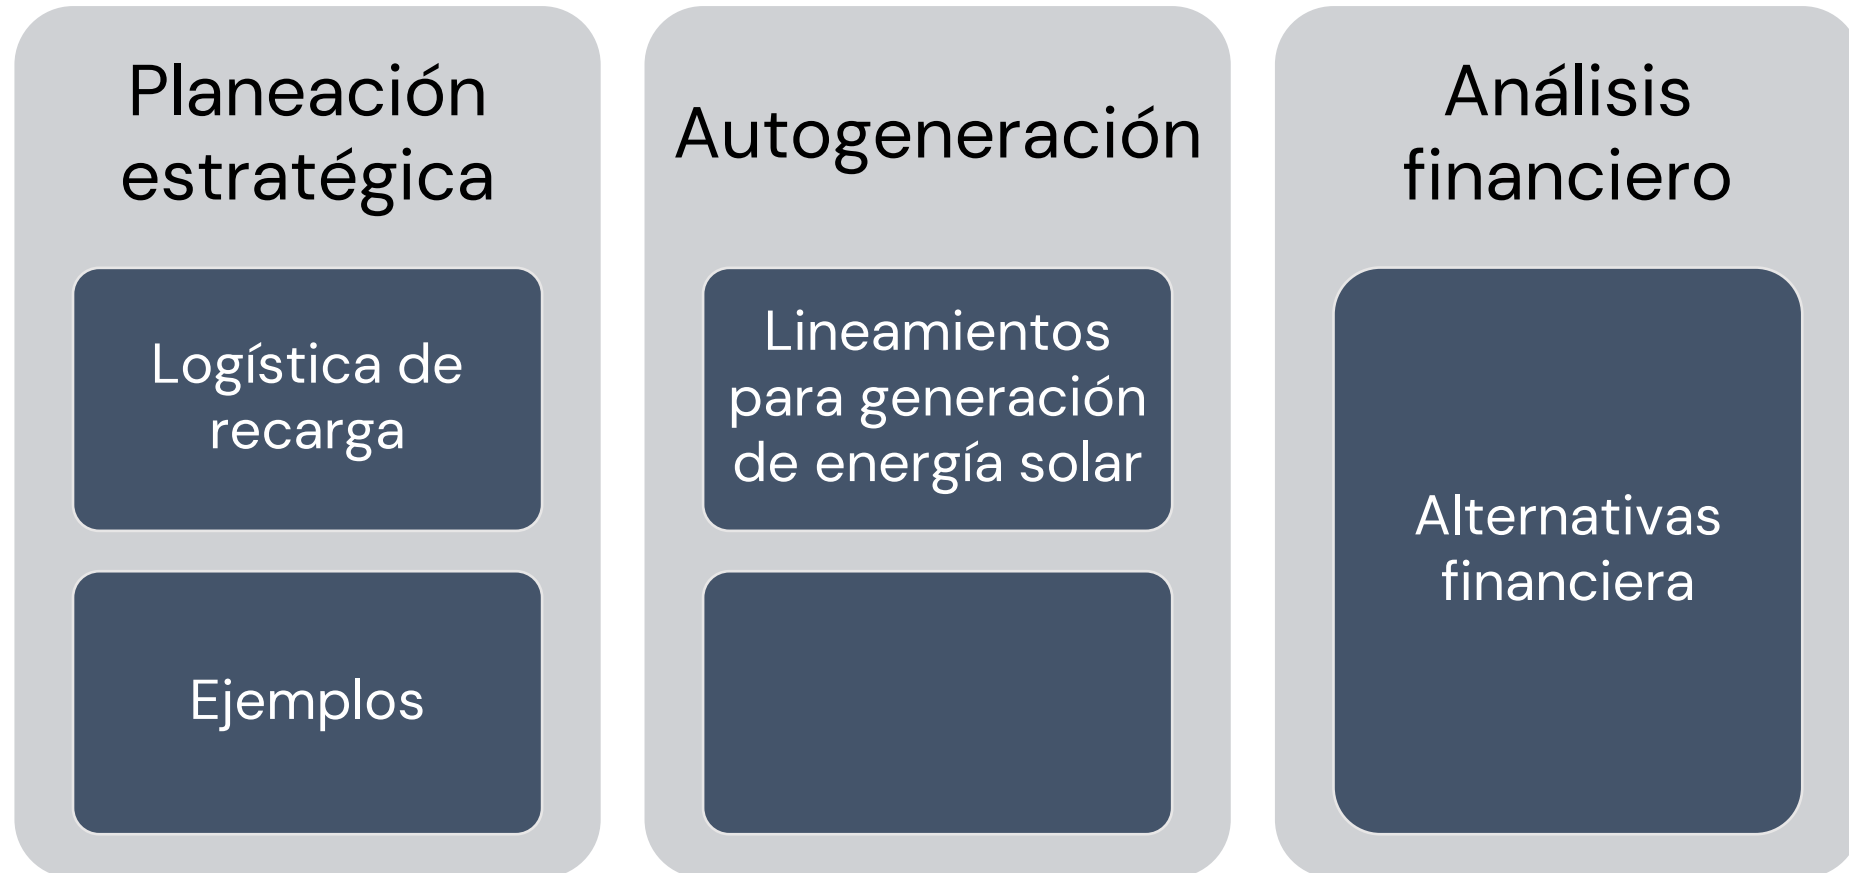 Planeación
estratégica
Logística de
recarga
Ejemplos
Autogeneración
Lineamientos
para generación
de energía solar
Análisis
financiero
Alternativas
financiera